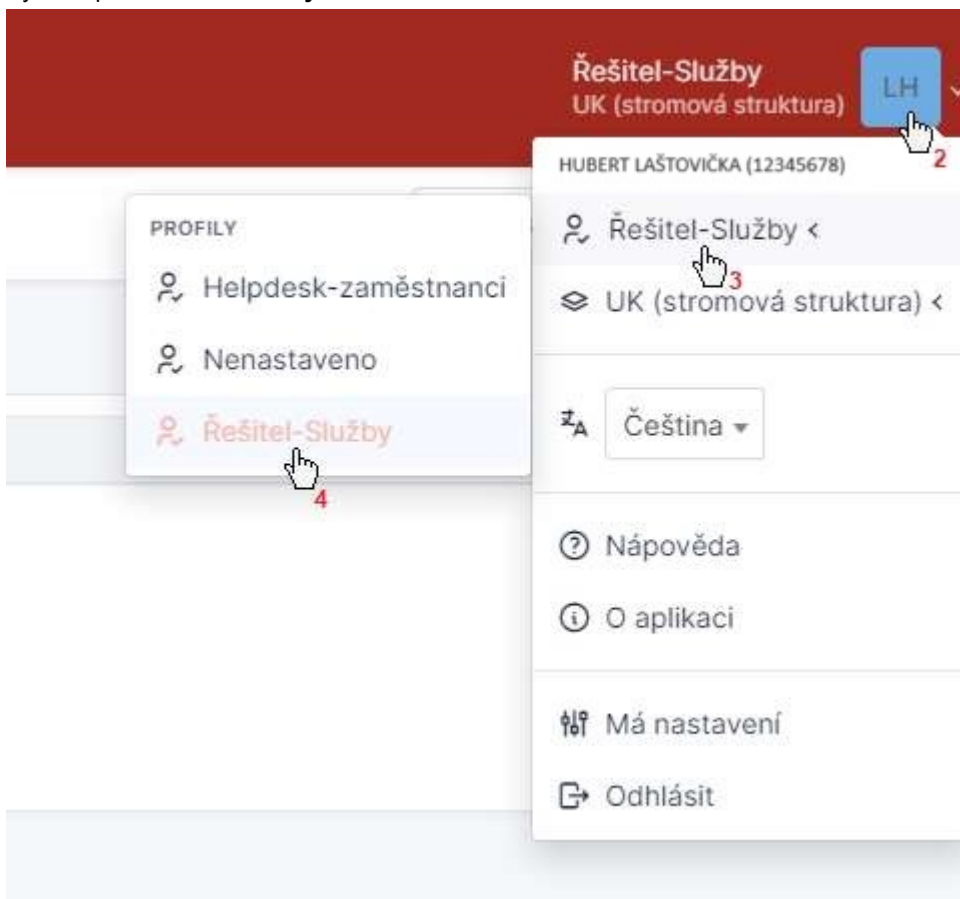 Řešitel-Služby
UK (stromová struktura)
LH
2
HUBERT LAŠTOVIČKA (12345678)
Řešitel-Služby <
3
UK (stromová struktura) <
PROFILY
Helpdesk-zaměstnanci
Nenastaveno
Řešitel-Služby
4
Čeština
Nápověda
O aplikaci
Má nastavení
Odhlásit